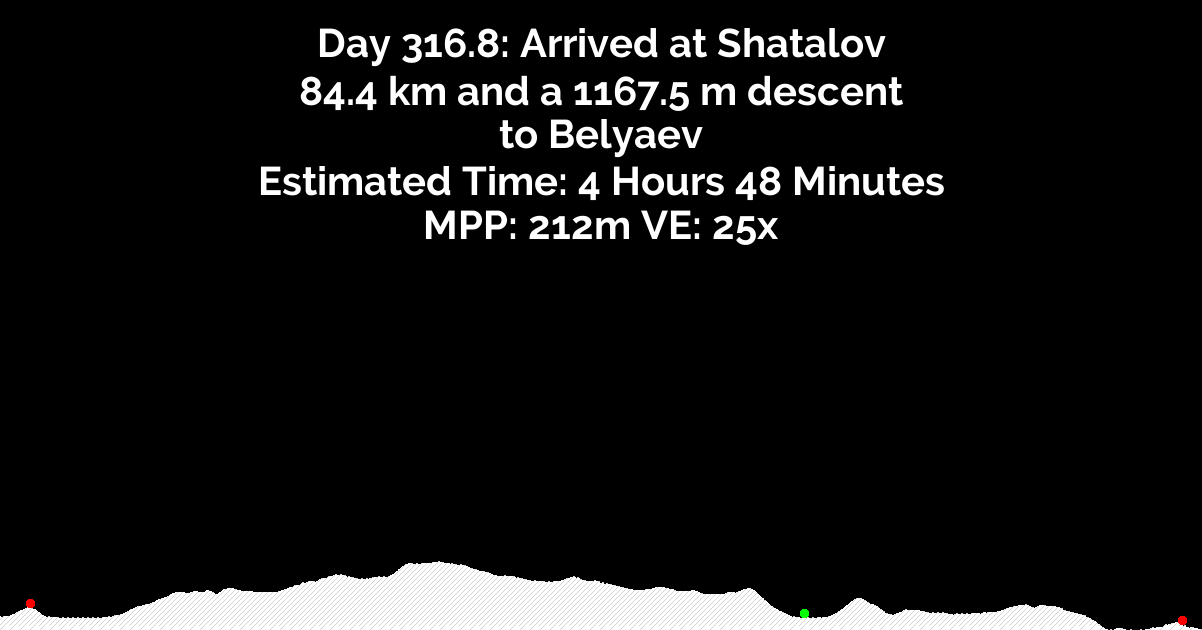 Day 316.8: Arrived at Shatalov
84.4 km and a 1167.5 m descent
to Belyaev
Estimated Time: 4 Hours 48 Minutes
MPP: 212m VE: 25x